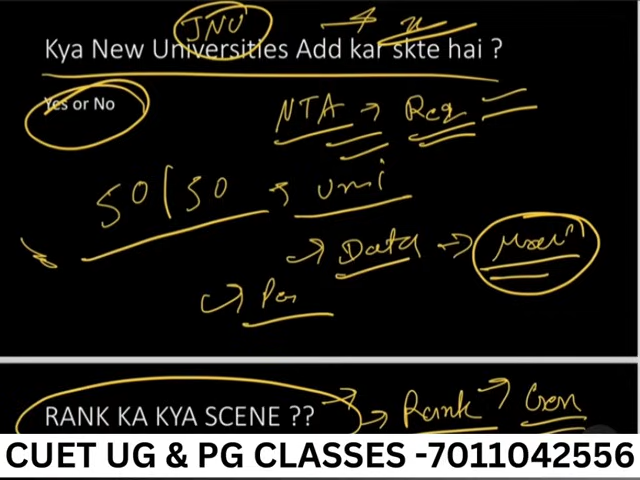 JNU
Kya New Universities Add kar skte hai ?
Yes or No
NTA → Req
50/50 → Uni
→ Data →
RANK KA KYA SCENE ??
→ Rank → Gen
CUET UG & PG CLASSES -7011042556